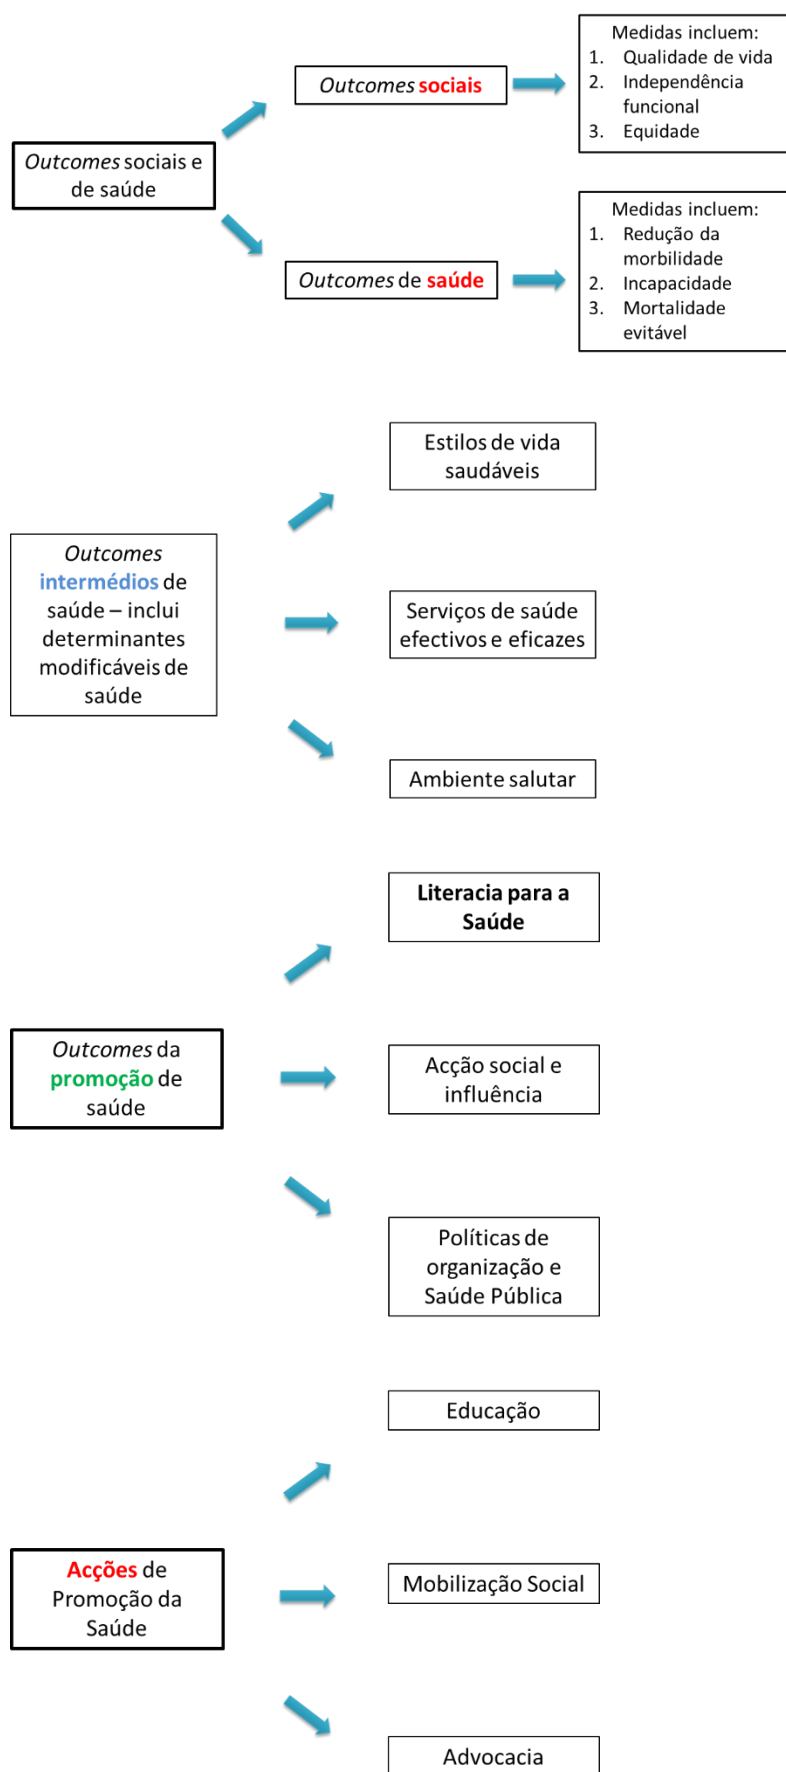 Outcomes sociais e
de saúde
Outcomes sociais
Medidas incluem:
1. Qualidade de vida
2. Independência
funcional
3. Equidade
Outcomes de saúde
Medidas incluem:
1. Redução da
morbilidade
2. Incapacidade
3. Mortalidade
evitável
Outcomes
intermédios de
saúde – inclui
determinantes
modificáveis de
saúde
Estilos de vida
saudáveis
Serviços de saúde
efectivos e eficazes
Ambiente salutar
Outcomes da
promoção de
saúde
Literacia para a
Saúde
Acção social e
influência
Políticas de
organização e
Saúde Pública
Acções de
Promoção da
Saúde
Educação
Mobilização Social
Advocacia